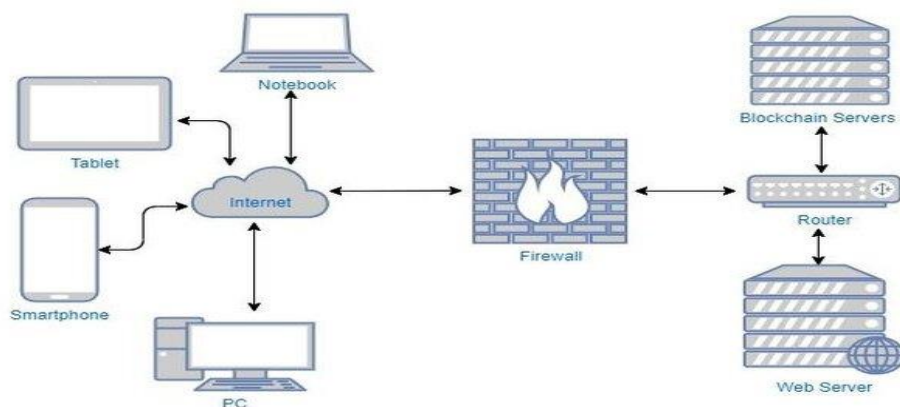 Notebook
Blockchain Servers
Tablet
Internet
Router
Firewall
Smartphone
Web Server
PC